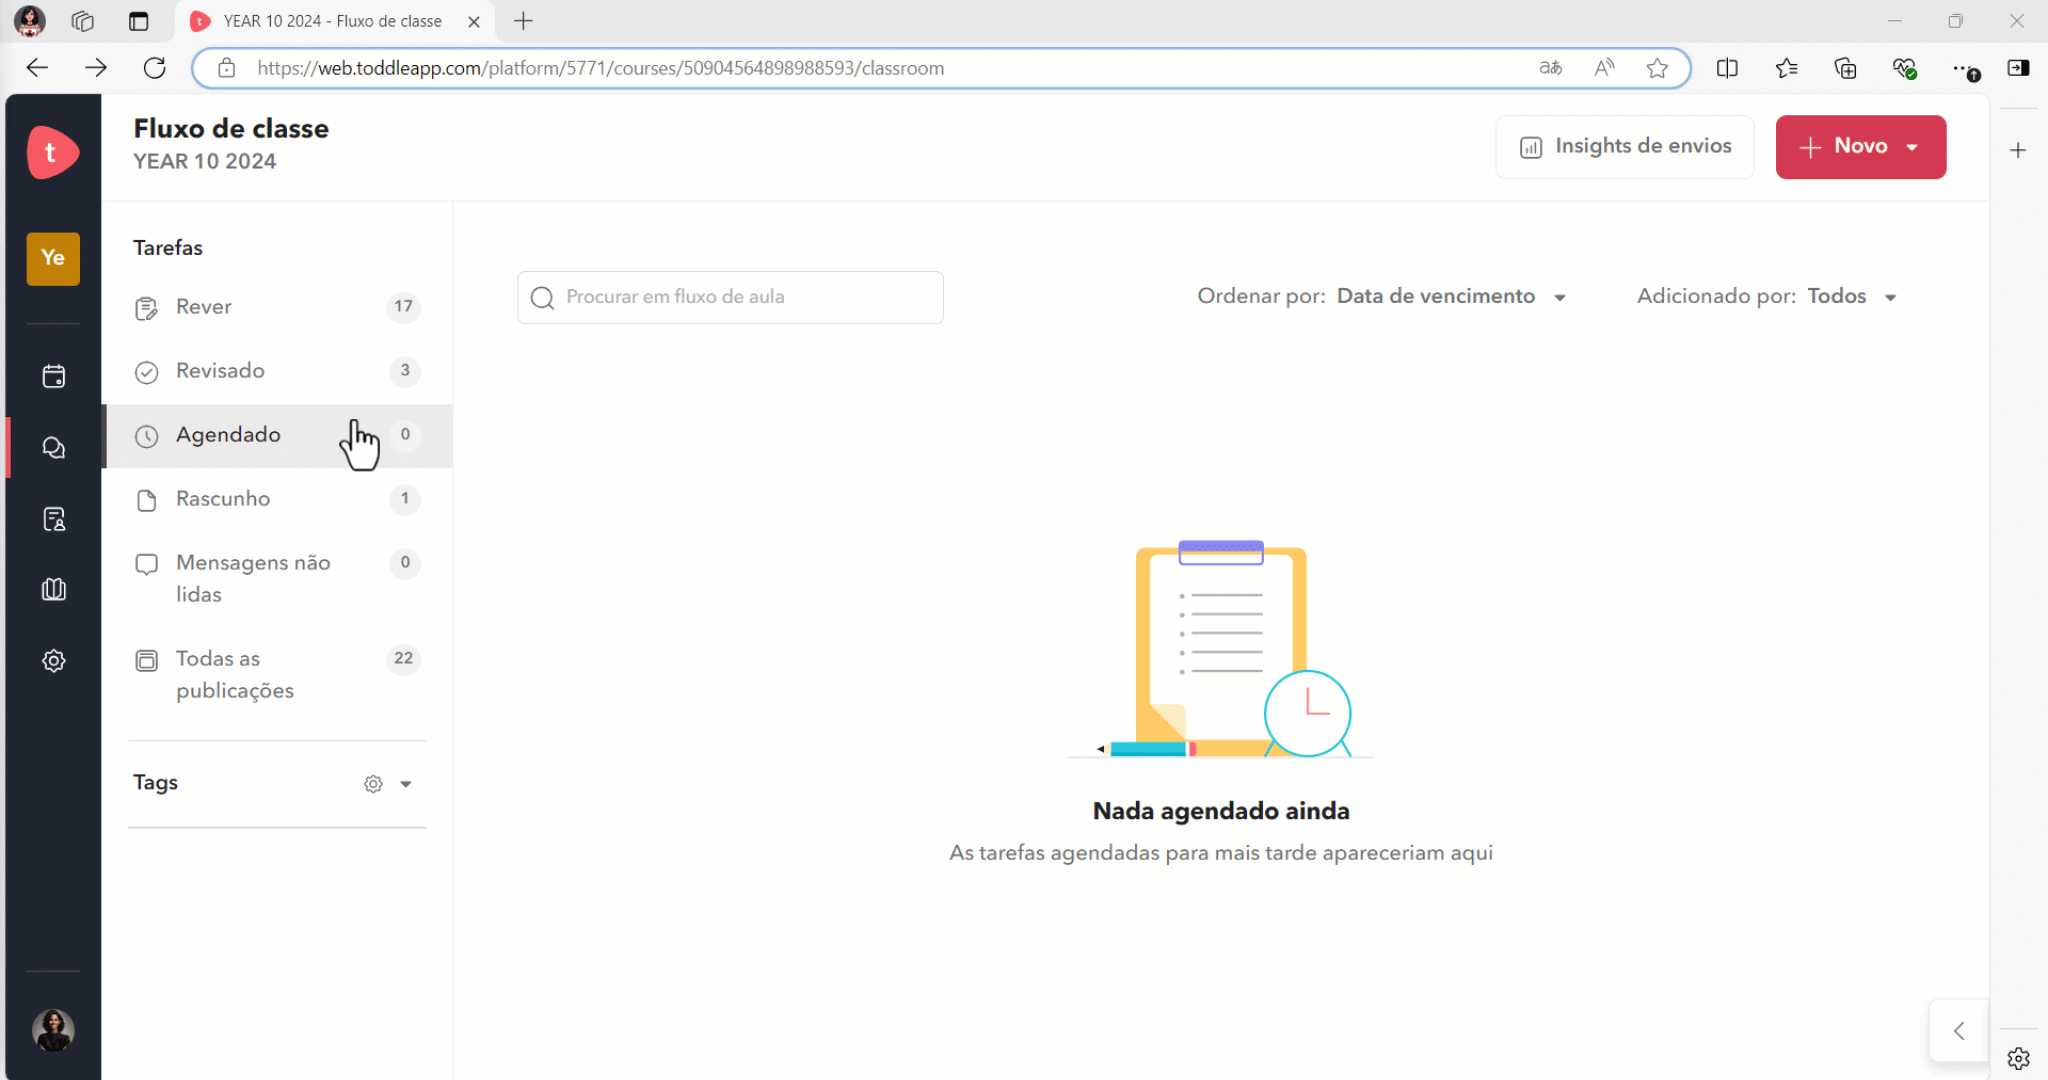 YEAR 10 2024 - Fluxo de classe
https://web.toddleapp.com/platform/5771/courses/50904564898988593/classroom
aあ
t
Fluxo de classe
YEAR 10 2024
Insights de envios
Novo
Ye
Tarefas
Rever 17
Revisado 3
Agendado 0
Rascunho 1
Mensagens não
lidas 0
Todas as
publicações 22
Tags
Procurar em fluxo de aula
Ordenar por: Data de vencimento
Adicionado por: Todos
Nada agendado ainda
As tarefas agendadas para mais tarde apareceriam aqui